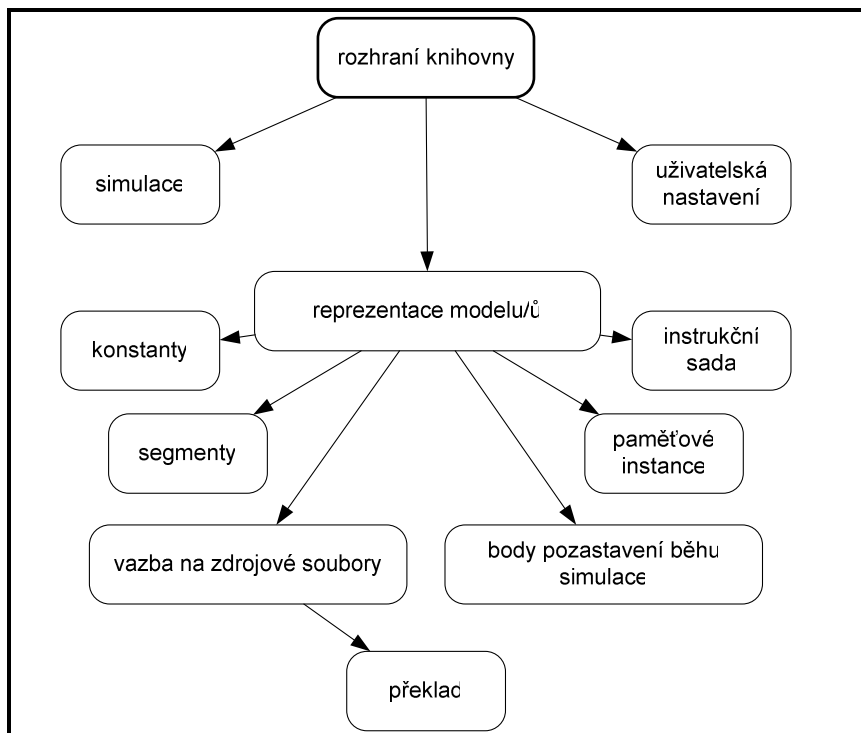 rozhraní knihovny
simulace
uživatelská
nastavení
reprezentace modelu/ů
konstanty
instrukční
sada
segmenty
paměťové
instance
vazba na zdrojové soubory
body pozastavení běhu
simulace
překlad